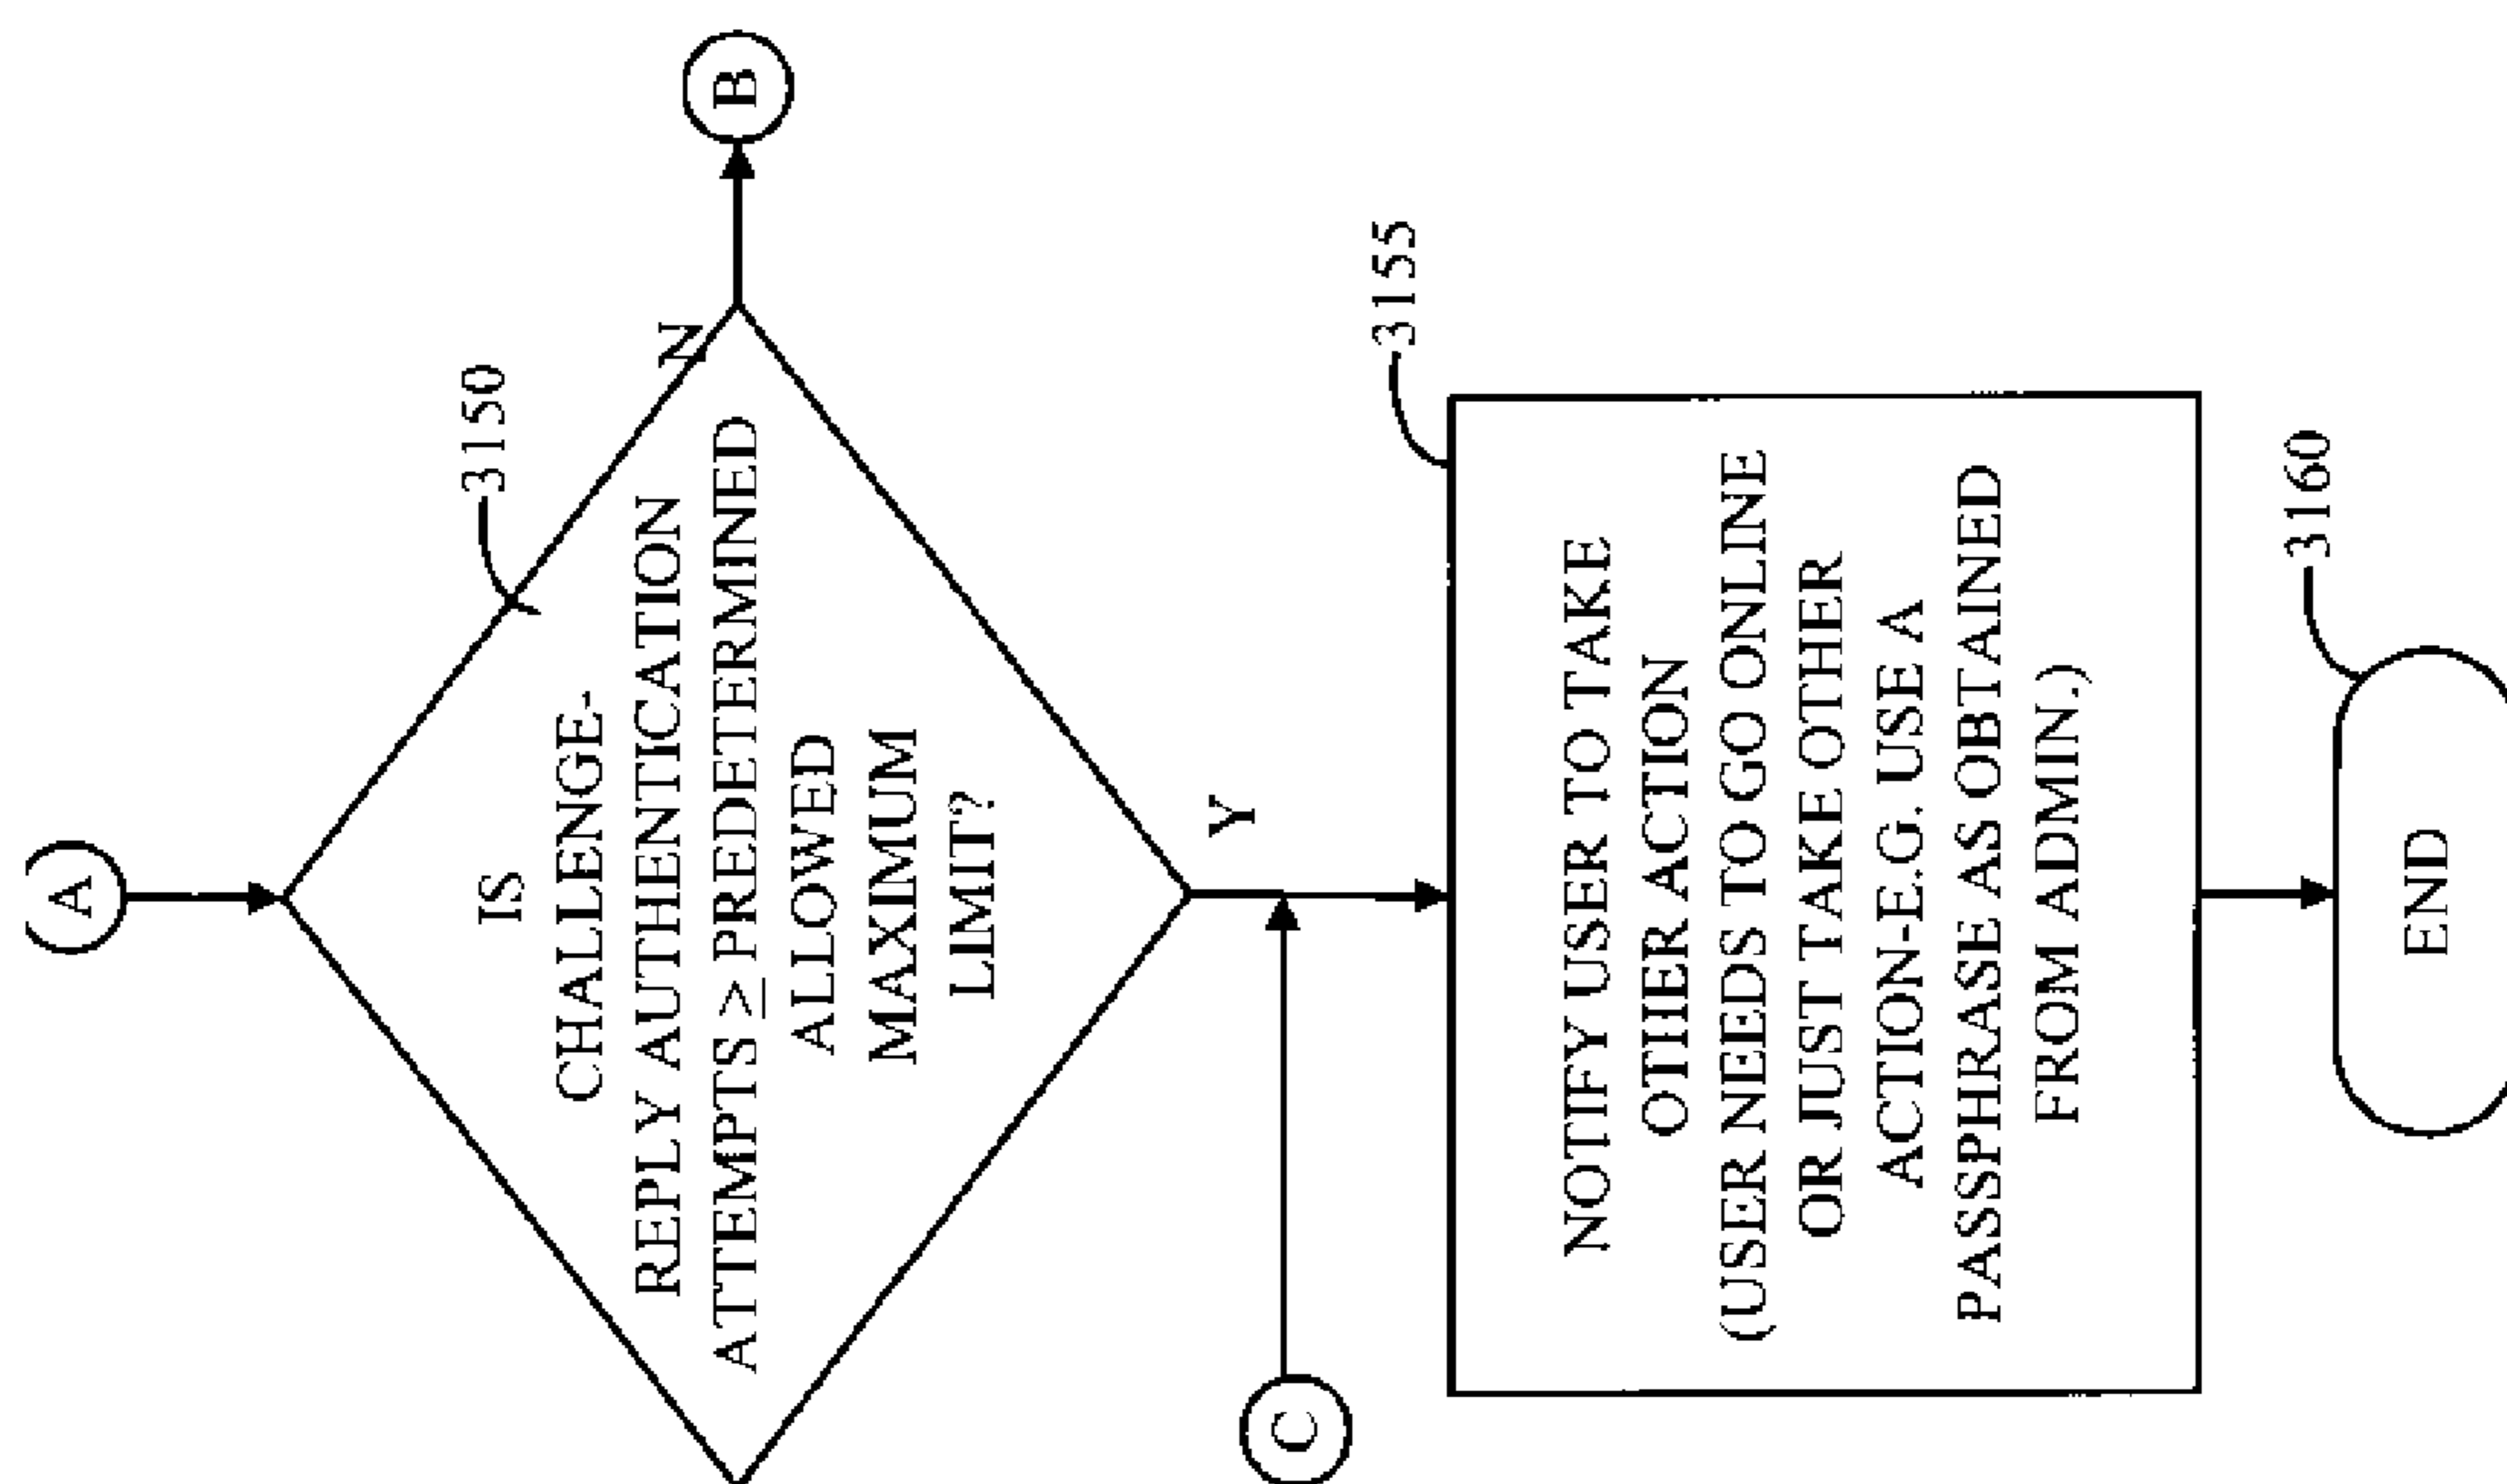 A
3150
IS
CHALLENGE-
REPLY AUTHENTICATION
ATTEMPTS ≥ PREDETERMINED
ALLOWED
MAXIMUM
LIMIT?
N
B
Y
C
3155
NOTIFY USER TO TAKE
OTHER ACTION
(USER NEEDS TO GO ONLINE
OR JUST TAKE OTHER
ACTION-E.G. USE A
PASSPHRASE AS OBTAINED
FROM ADMIN.)
3160
END